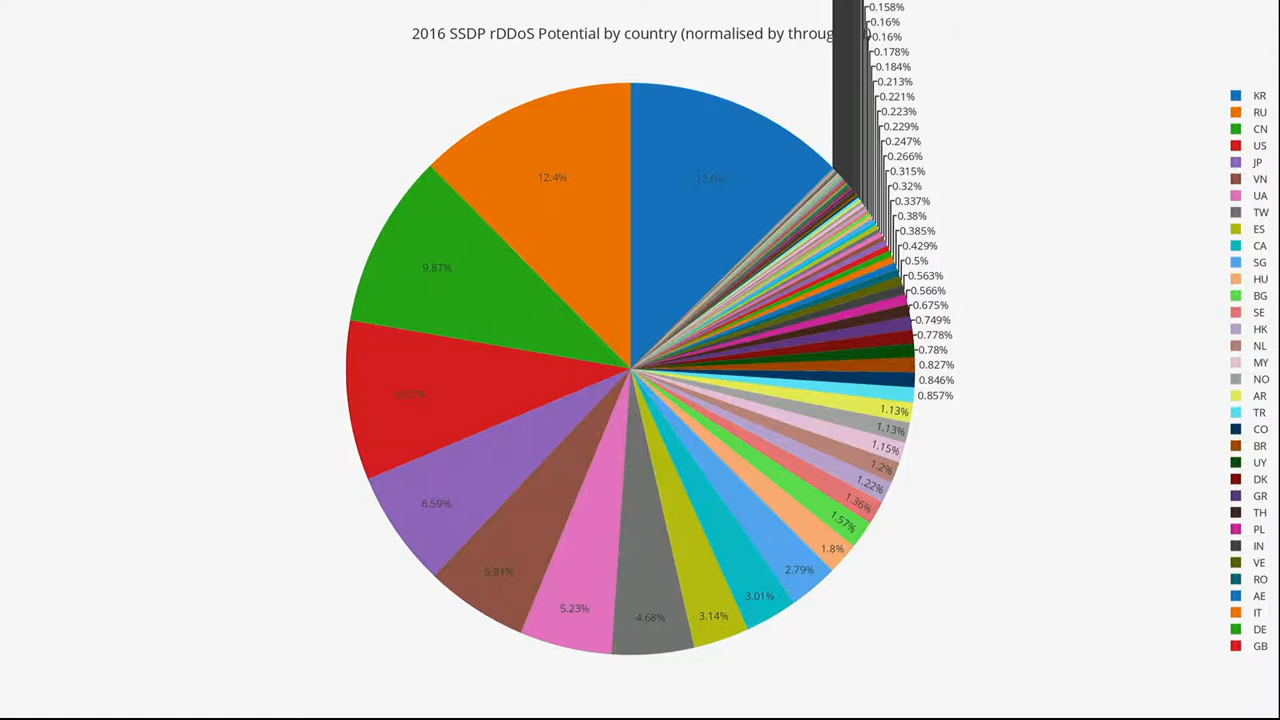 0.158%
0.16%
2016 SSDP rDDoS Potential by country (normalised by throug
0.16%
0.178%
0.184%
0.213%
0.221%
0.223%
0.229%
0.247%
0.266%
0.315%
0.32%
0.337%
0.38%
0.385%
0.429%
0.5%
0.563%
0.566%
0.675%
0.749%
0.778%
0.78%
0.827%
0.846%
0.857%
1.13%
1.13%
1.15%
1.2%
1.22%
1.36%
1.57%
1.8%
2.79%
3.01%
3.14%
4.68%
5.23%
5.81%
6.59%
9.87%
12.4%
KR
RU
CN
US
JP
VN
UA
TW
ES
CA
SG
HU
BG
SE
HK
NL
MY
NO
AR
TR
CO
BR
UY
DK
GR
TH
PL
IN
VE
RO
AE
IT
DE
GB